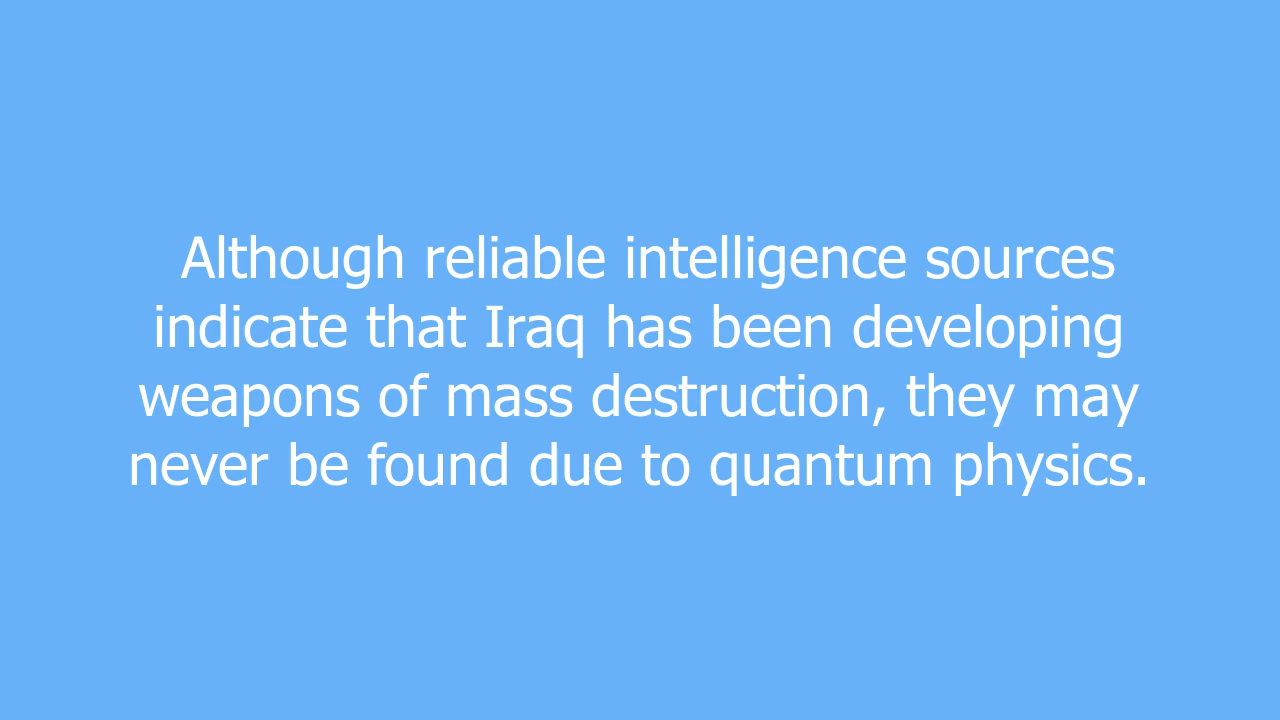 Although reliable intelligence sources
indicate that Iraq has been developing
weapons of mass destruction, they may
never be found due to quantum physics.